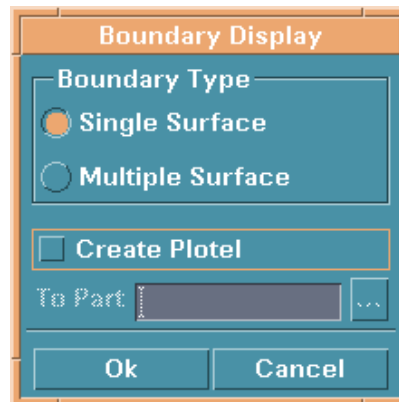 Boundary Display
Boundary Type
Single Surface
Multiple Surface
Create Plotel
To Part ...
Ok Cancel